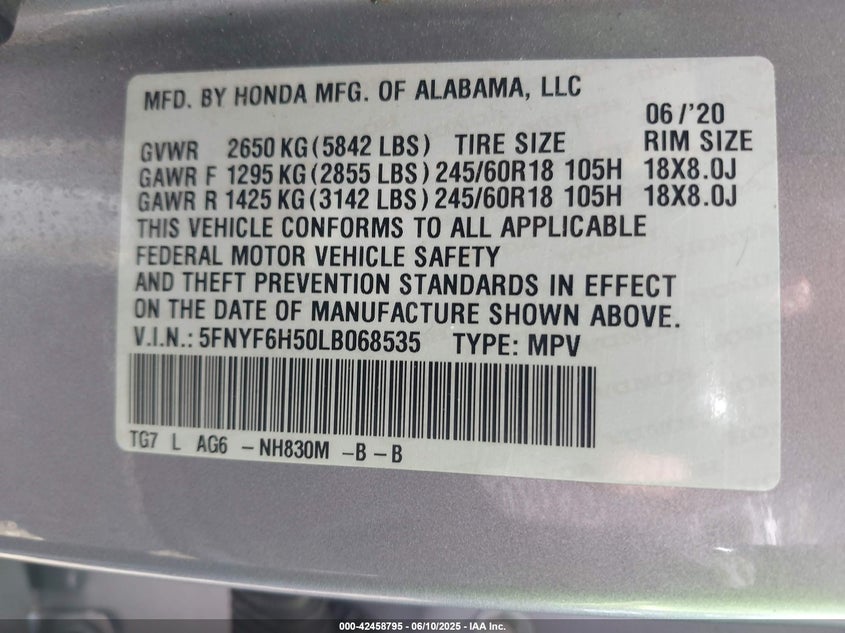 MFD. BY HONDA MFG. OF ALABAMA, LLC
06 /'20
GVWR 2650 KG (5842 LBS) TIRE SIZE RIM SIZE
GAWR F 1295 KG (2855 LBS) 245/60R18 105H 18X8.0J
GAWR R 1425 KG (3142 LBS) 245/60R18 105H 18X8.0J
THIS VEHICLE CONFORMS TO ALL APPLICABLE
FEDERAL MOTOR VEHICLE SAFETY
AND THEFT PREVENTION STANDARDS IN EFFECT
ON THE DATE OF MANUFACTURE SHOWN ABOVE.
V.I.N.: 5FNYF6H50LB068535 TYPE: MPV
TG7 L AG6 -NH830M -B -B
000-42458795 - 06/10/2025 - IAA Inc.